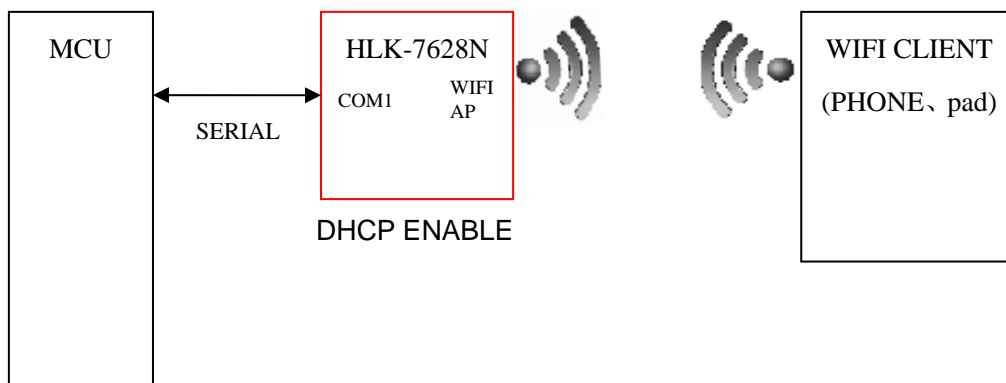 MCU
SERIAL
HLK-7628N
COM1
WIFI
AP
DHCP ENABLE
WIFI CLIENT
(PHONE、pad)